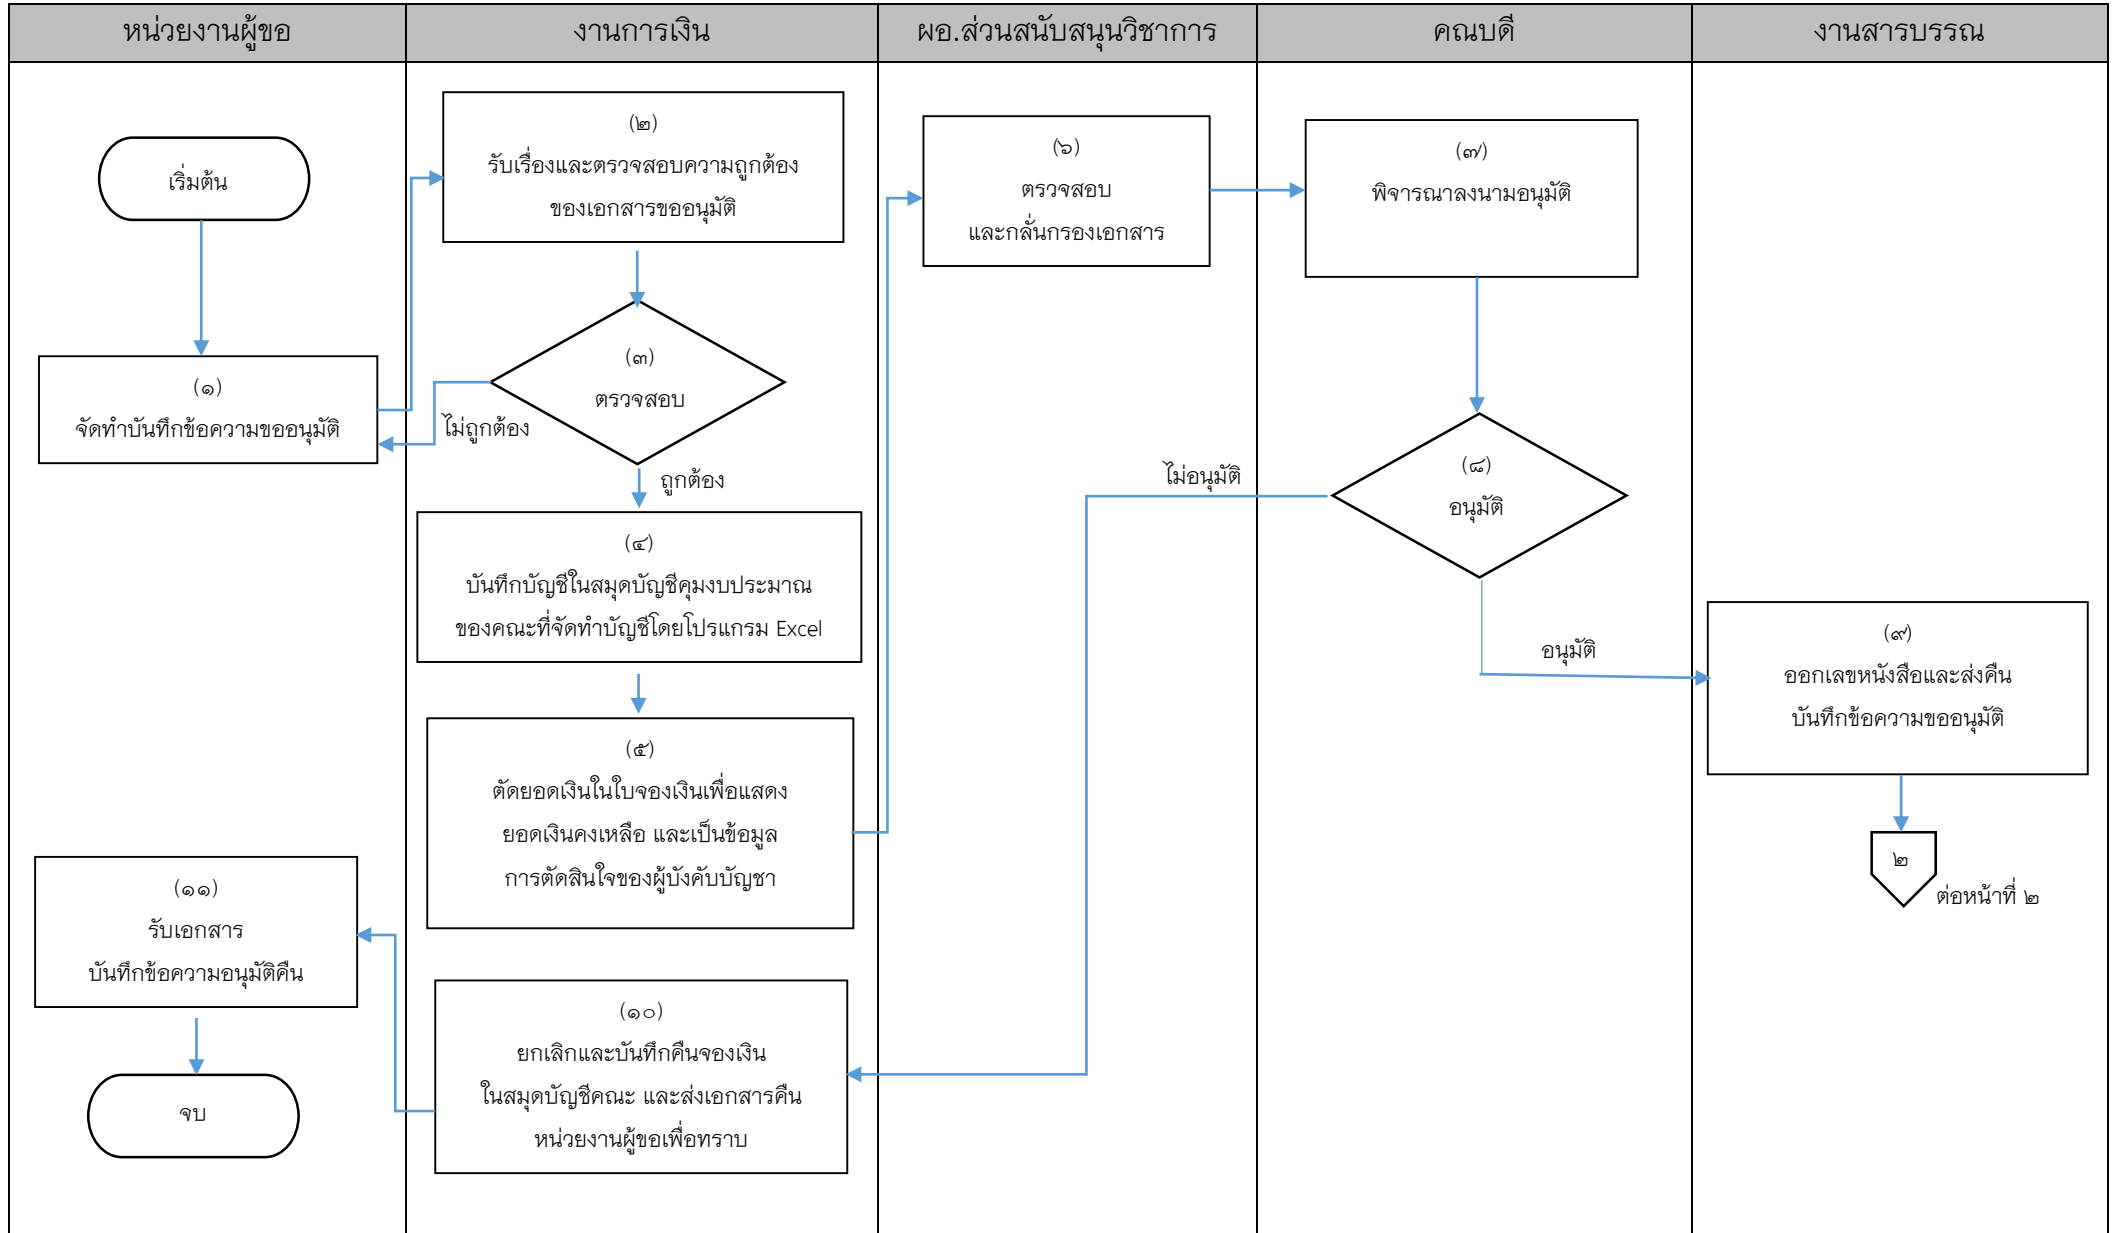 หน่วยงานผู้ขอ
งานการเงิน
ผอ.ส่วนสนับสนุนวิชาการ
คณบดี
งานสารบรรณ
เริ่มต้น
(๑)
จัดทำบันทึกข้อความขออนุมัติ
(๒)
รับเรื่องและตรวจสอบความถูกต้อง
ของเอกสารขออนุมัติ
(๓)
ตรวจสอบ
ไม่ถูกต้อง
ถูกต้อง
(๔)
บันทึกบัญชีในสมุดบัญชีคุมงบประมาณ
ของคณะที่จัดทำบัญชีโดยโปรแกรม Excel
(๕)
ตัดยอดเงินในใบจองเงินเพื่อแสดง
ยอดเงินคงเหลือ และเป็นข้อมูล
การตัดสินใจของผู้บังคับบัญชา
(๖)
ตรวจสอบ
และกลั่นกรองเอกสาร
(๗)
พิจารณาลงนามอนุมัติ
(๘)
อนุมัติ
ไม่อนุมัติ
อนุมัติ
(๙)
ออกเลขหนังสือและส่งคืน
บันทึกข้อความขออนุมัติ
๒
ต่อหน้าที่ ๒
(๑๐)
ยกเลิกและบันทึกคืนจองเงิน
ในสมุดบัญชีคณะ และส่งเอกสารคืน
หน่วยงานผู้ขอเพื่อทราบ
(๑๑)
รับเอกสาร
บันทึกข้อความอนุมัติคืน
จบ